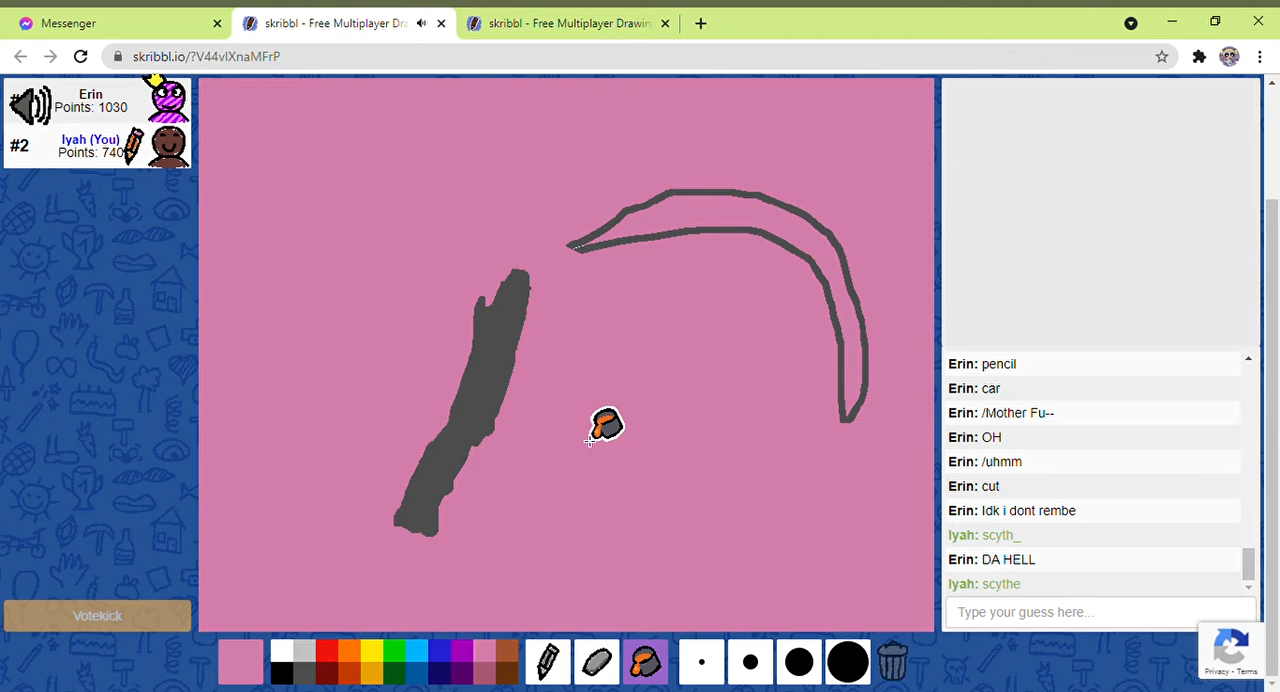 Messenger
skribbl - Free Multiplayer Dra
skribbl - Free Multiplayer Drawin
skribbl.io/?V44vIXnaMFrP
Erin
Points: 1030
#2
Iyah (You)
Points: 740
Erin: pencil
Erin: car
Erin: /Mother Fu--
Erin: OH
Erin: /uhmm
Erin: cut
Erin: Idk i dont rembe
Iyah: scyth_
Erin: DA HELL
Iyah: scythe
Type your guess here...
Votekick
Privacy - Terms